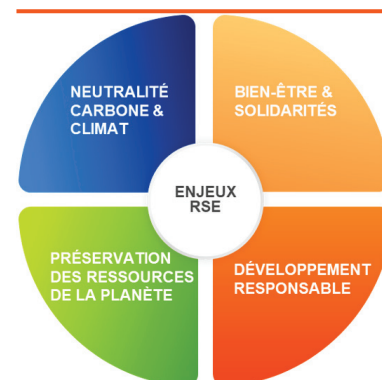 NEUTRALITÉ
CARBONE &
CLIMAT
BIEN-ÊTRE &
SOLIDARITÉS
ENJEUX
RSE
PRÉSERVATION
DES RESSOURCES
DE LA PLANÈTE
DÉVELOPPEMENT
RESPONSABLE